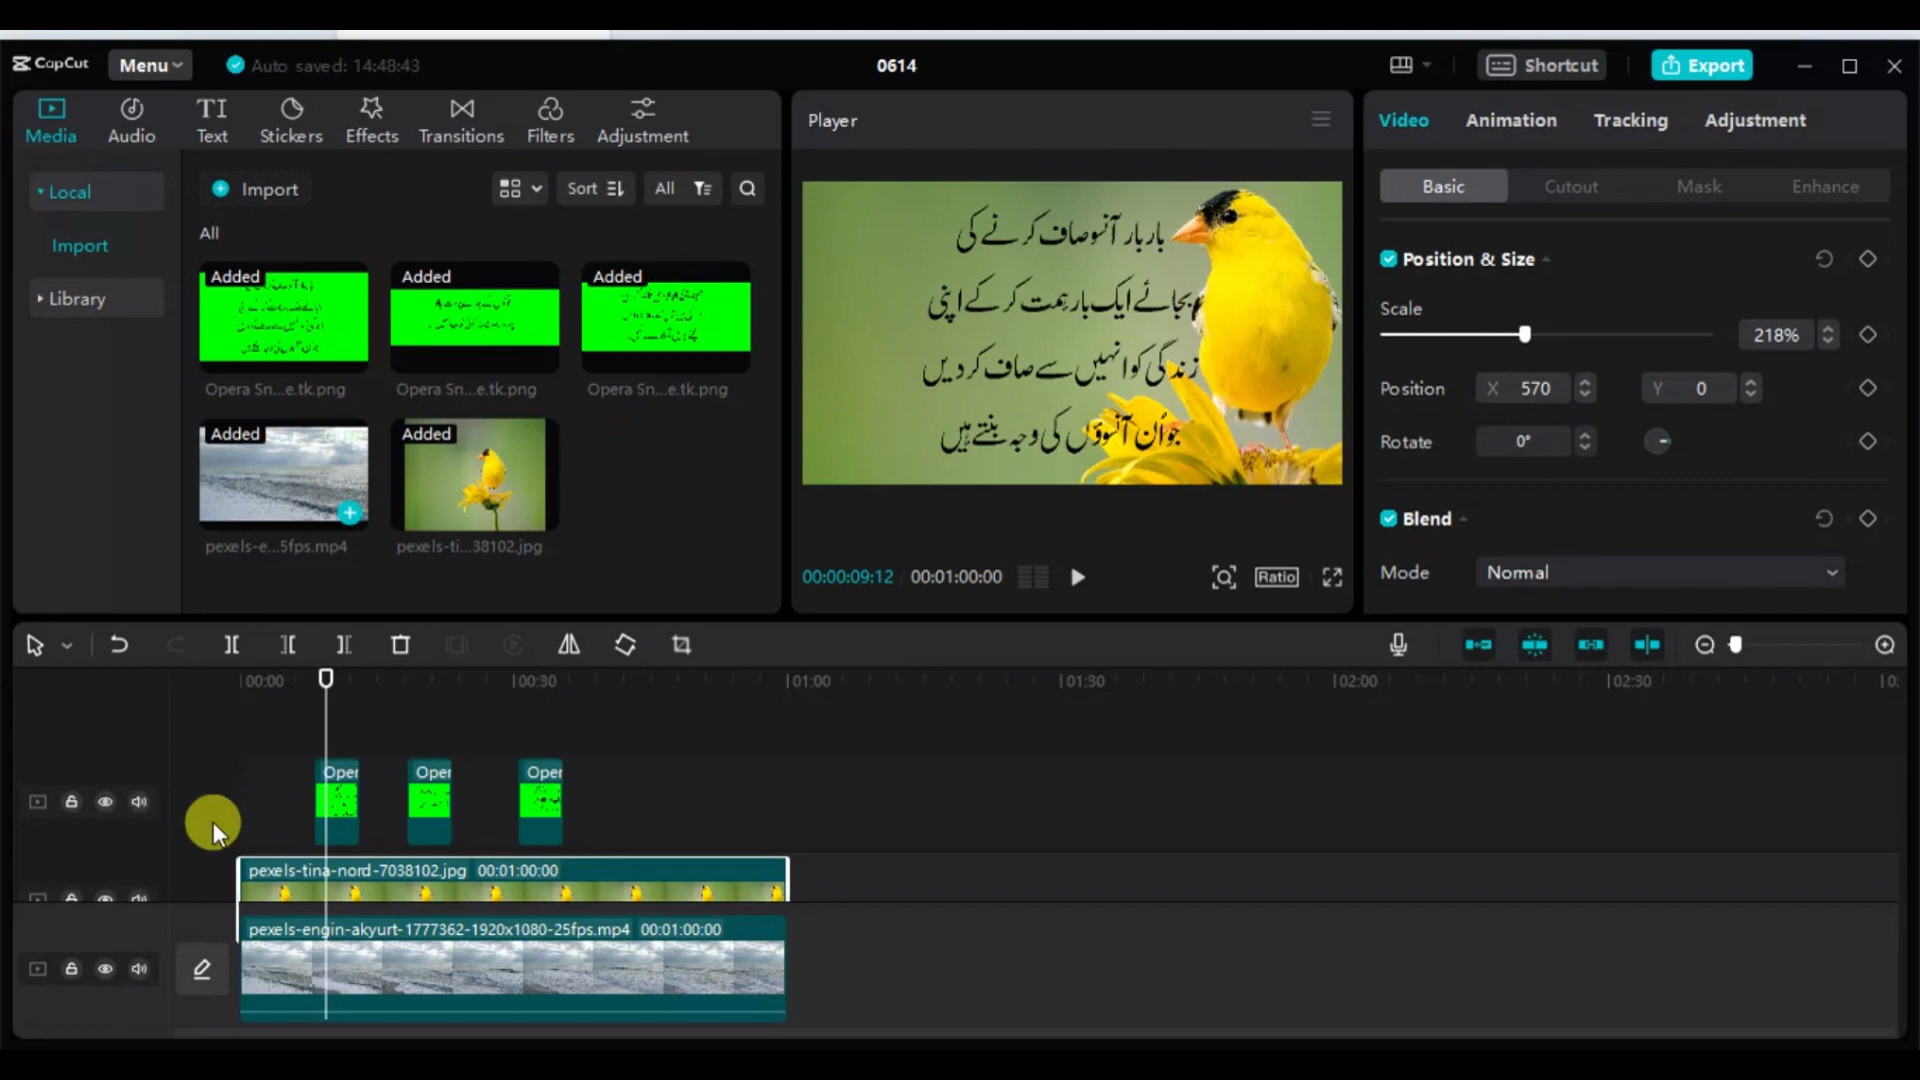 CapCut
Menu
Auto saved: 14:48:43
0614
Shortcut
Export
Media
Audio
TI
Text
Stickers
Effects
Transitions
Filters
Adjustment
Local
Import
Library
Import
Sort
All
All
Added
Added
Added
Opera Sn...e.tk.png
Opera Sn...e.tk.png
Opera Sn...e.tk.png
Added
Added
pexels-e...5fps.mp4
pexels-ti...38102.jpg
Player
بار بار آنسو صاف کرنے کی
بجائے ایک بار ہمت کر کے اپنی
زندگی کو انہیں سے صاف کر دیں
جو اُن آنسوؤں کی وجہ بنتے ہیں
00:00:09:12
00:01:00:00
Ratio
Video
Animation
Tracking
Adjustment
Basic
Cutout
Mask
Enhance
Position & Size
Scale
218%
Position
X 570
Y 0
Rotate
0°
Blend
Mode
Normal
00:00
00:30
01:00
01:30
02:00
02:30
Oper
Oper
Oper
pexels-tina-nord-7038102.jpg 00:01:00:00
pexels-engin-akyurt-1777362-1920x1080-25fps.mp4 00:01:00:00